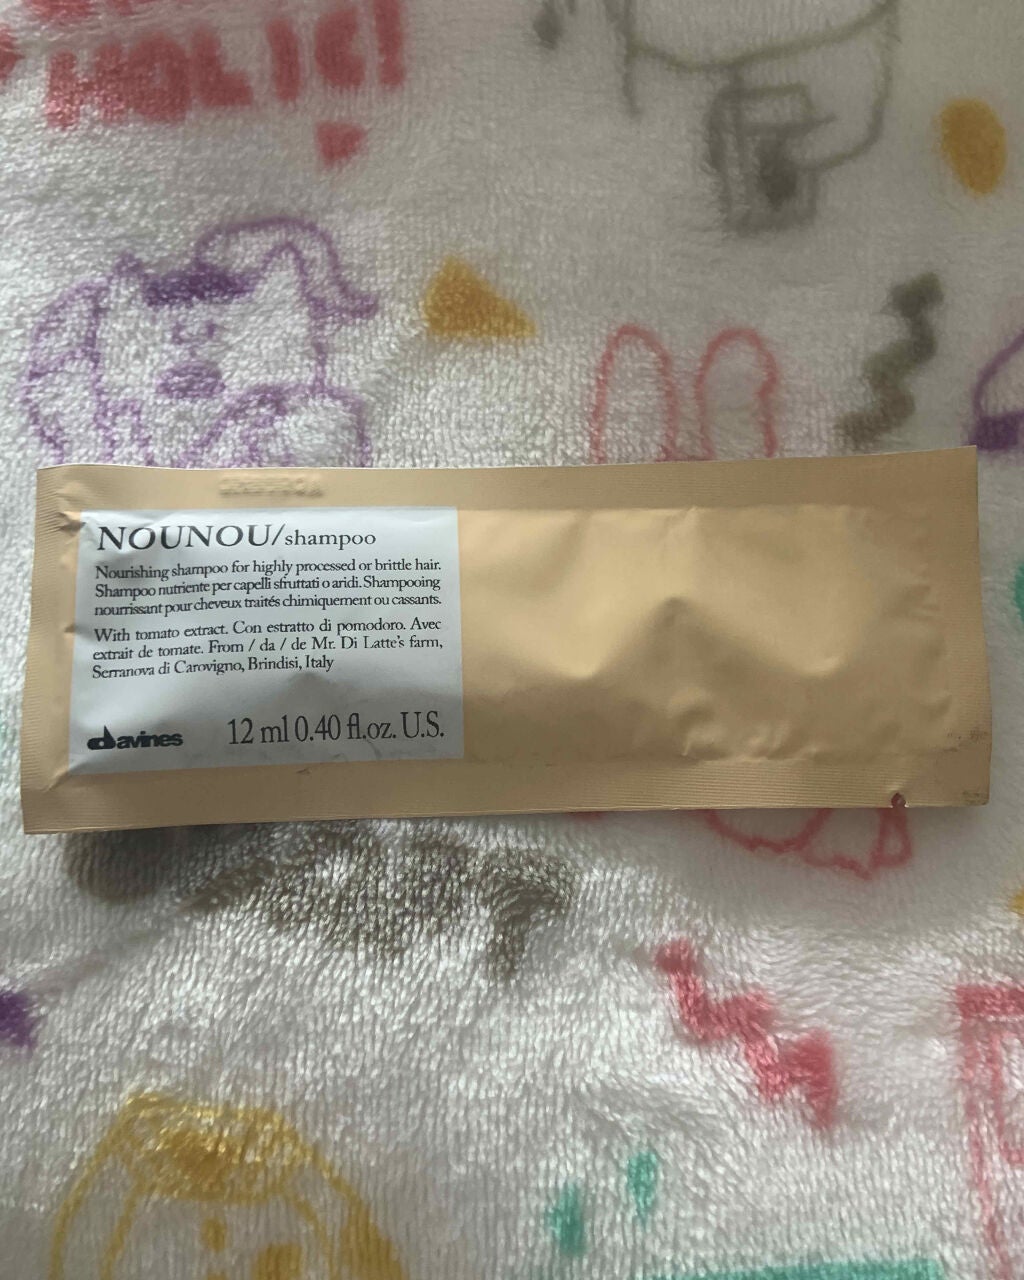 HOLIC!
NOUNOU/shampoo
Nourishing shampoo for highly processed or brittle hair.
Shampoo nutriente per capelli sfruttati o aridi. Shampooing
nourrissant pour cheveux traités chimiquement ou cassants.
With tomato extract. Con estratto di pomodoro. Avec
extrait de tomate. From / da / de Mr. Di Latte's farm,
Serranova di Carovigno, Brindisi, Italy
davines
12 ml 0.40 fl.oz. U.S.